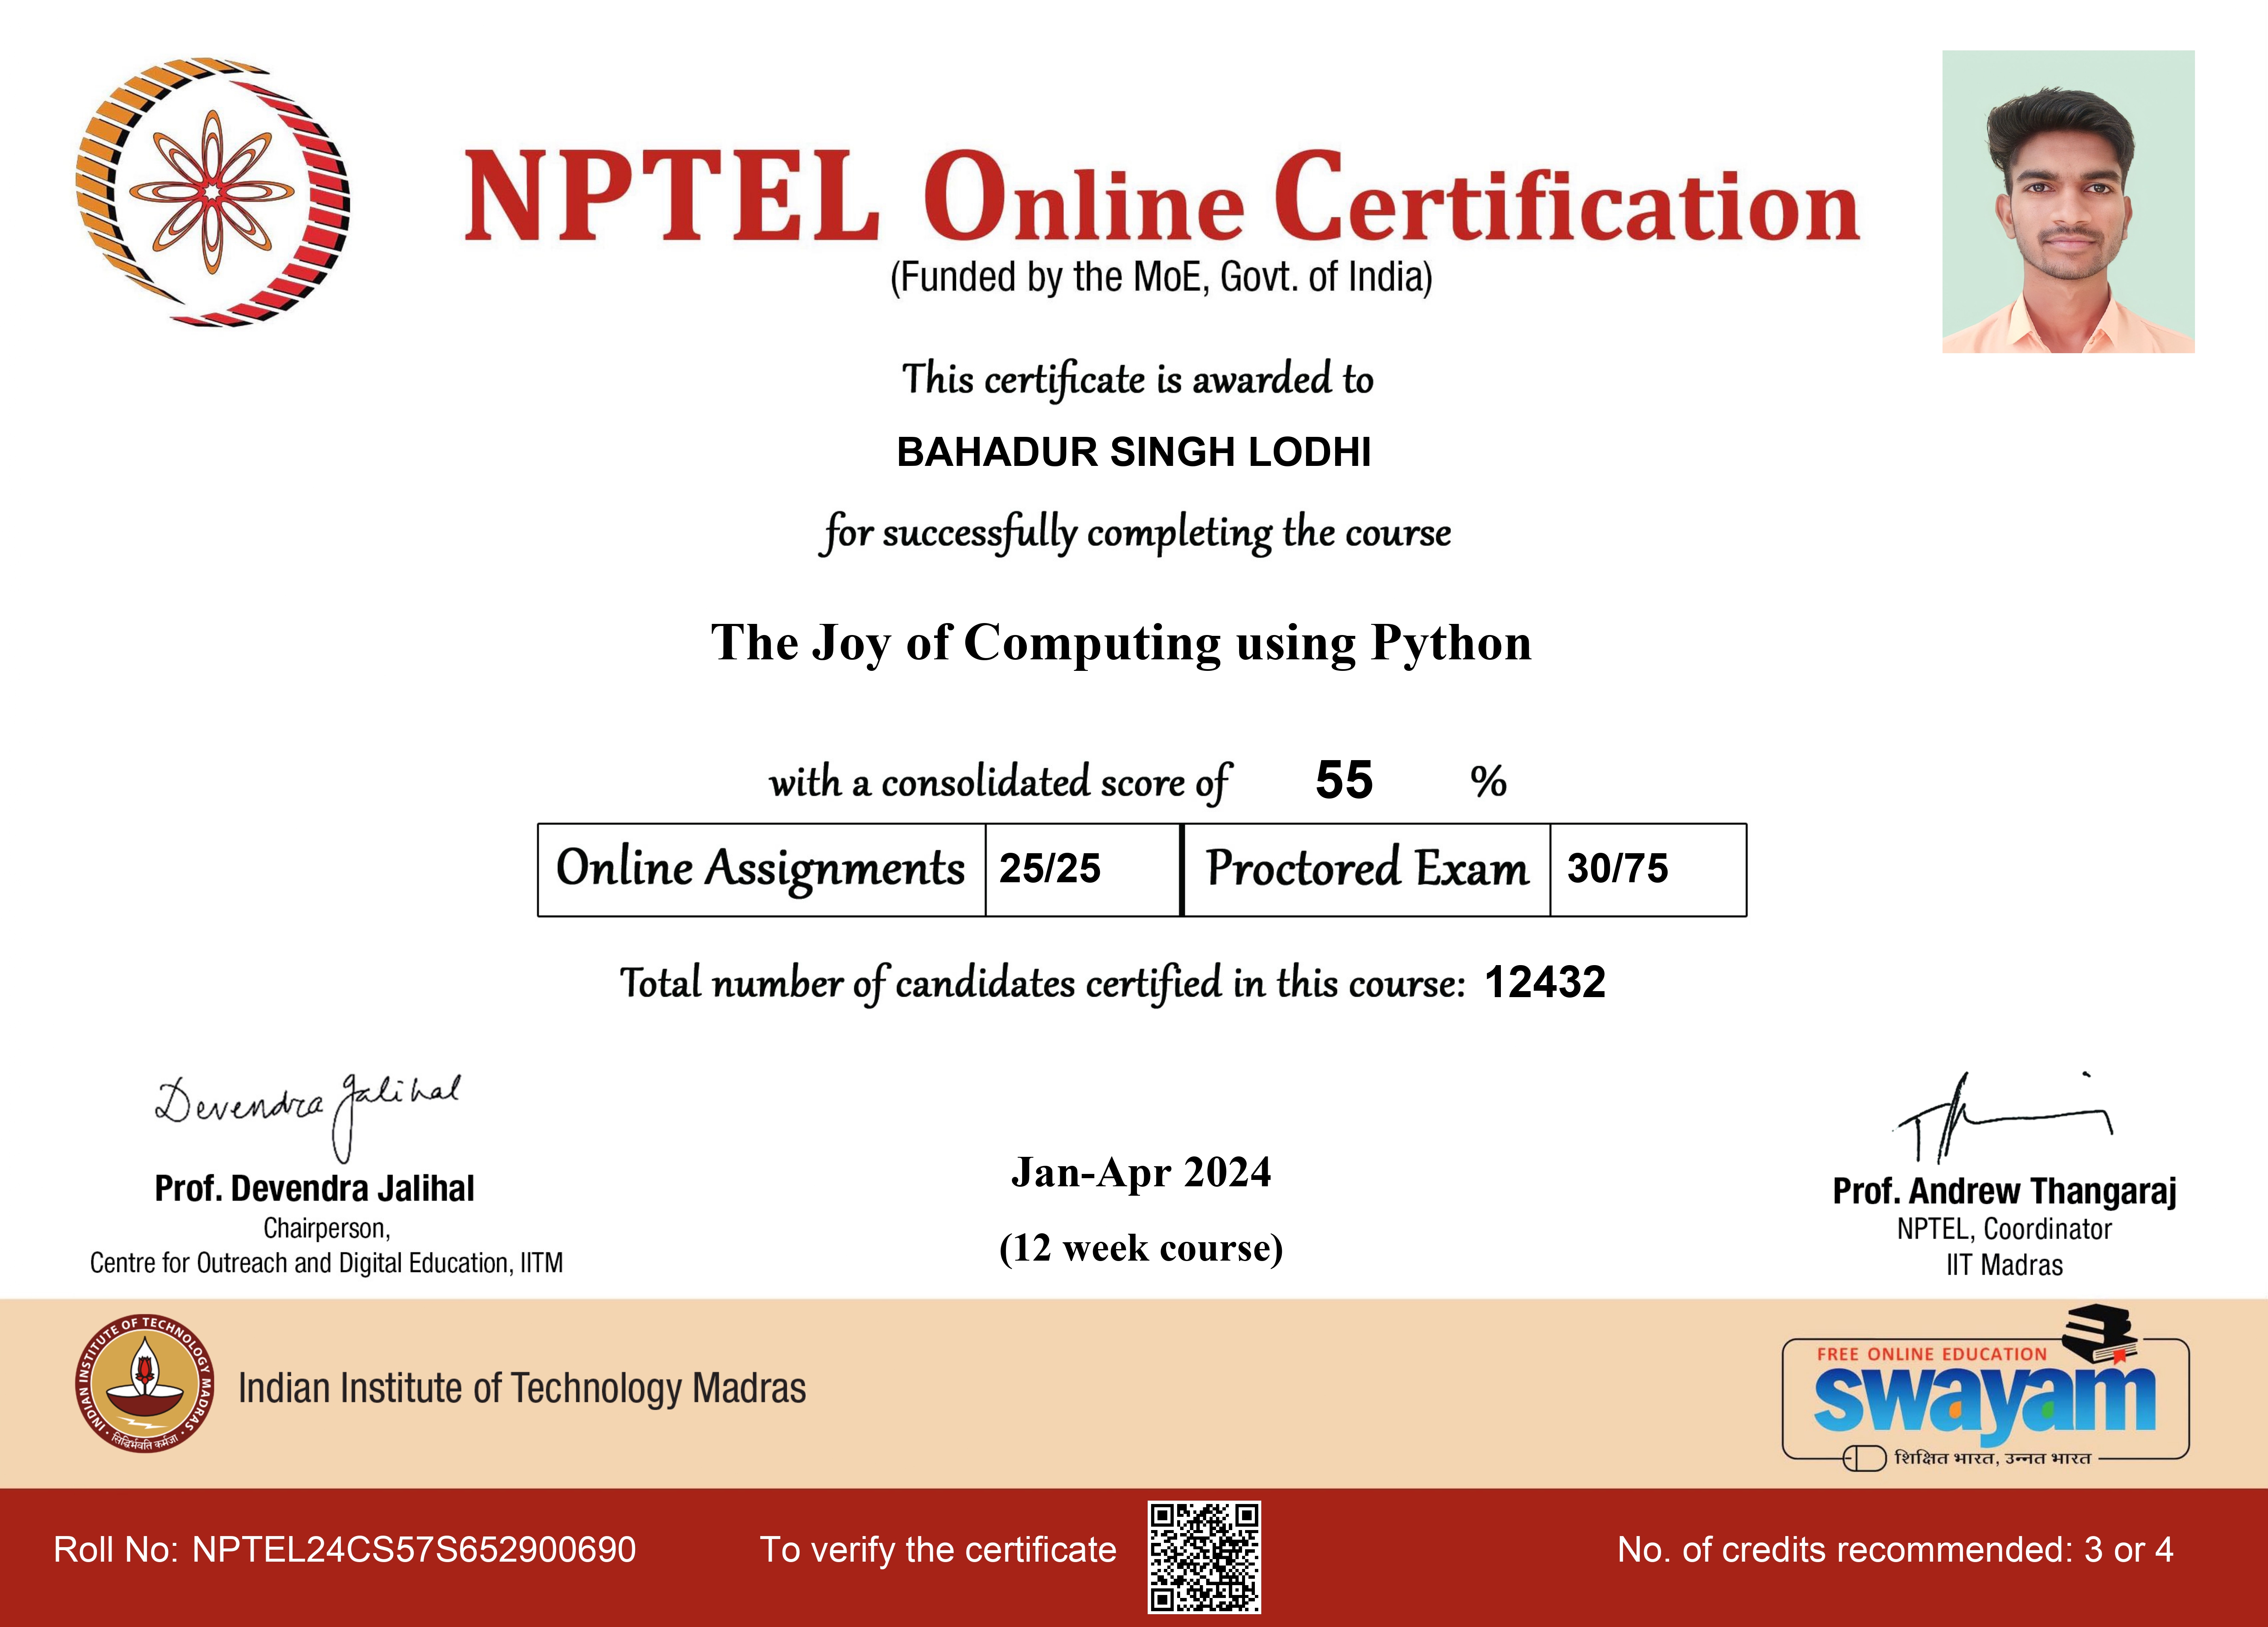 NPTEL Online Certification
(Funded by the MoE, Govt. of India)
This certificate is awarded to
BAHADUR SINGH LODHI
for successfully completing the course
The Joy of Computing using Python
with a consolidated score of 55 %
Online Assignments 25/25 Proctored Exam 30/75
Total number of candidates certified in this course: 12432
Devendra Jalihal
Prof. Devendra Jalihal
Chairperson,
Centre for Outreach and Digital Education, IITM
Jan-Apr 2024
(12 week course)
Prof. Andrew Thangaraj
NPTEL, Coordinator
IIT Madras
INDIAN INSTITUTE OF TECHNOLOGY MADRAS
सिद्धिर्भवति कर्मजा
Indian Institute of Technology Madras
FREE ONLINE EDUCATION
swayam
शिक्षित भारत, उन्नत भारत
Roll No: NPTEL24CS57S652900690
To verify the certificate
No. of credits recommended: 3 or 4